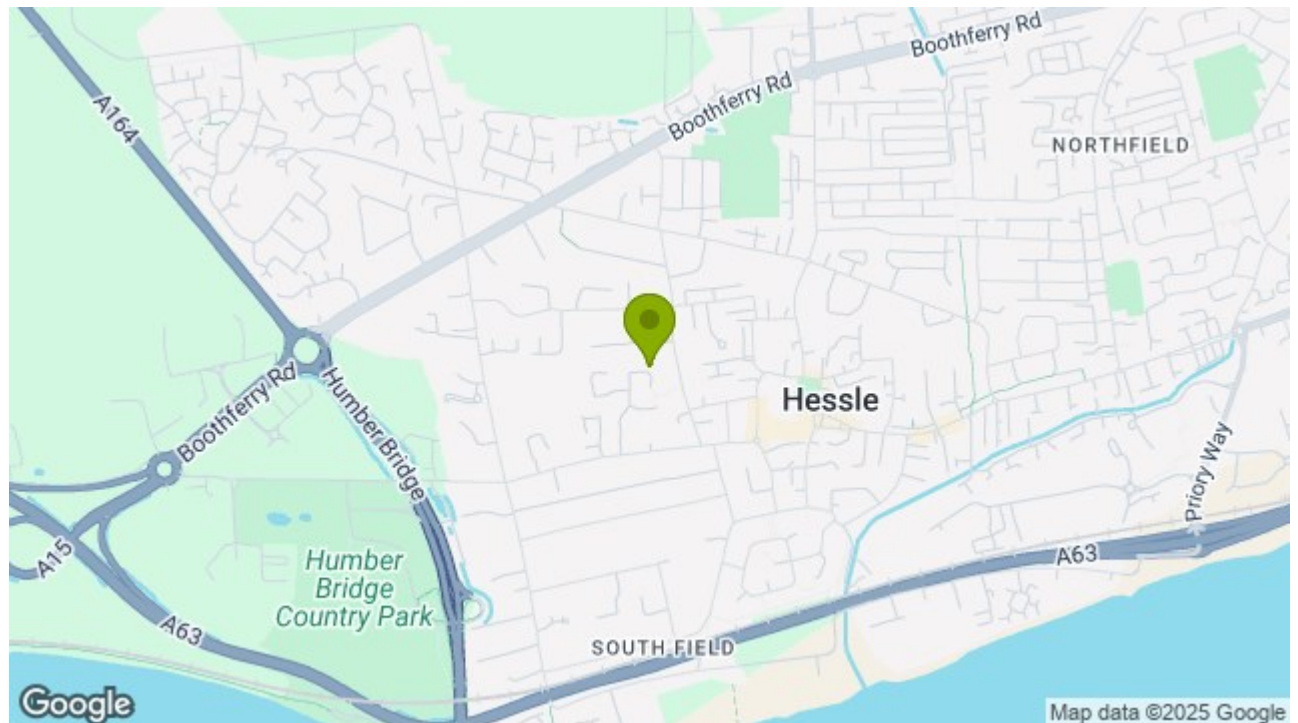 Boothferry Rd
Boothferry Rd
A164
NORTHFIELD
Hessle
Boothferry Rd
Humber Bridge
Priory Way
A15
Humber
Bridge
Country Park
A63
A63
SOUTH FIELD
Google
Map data ©2025 Google